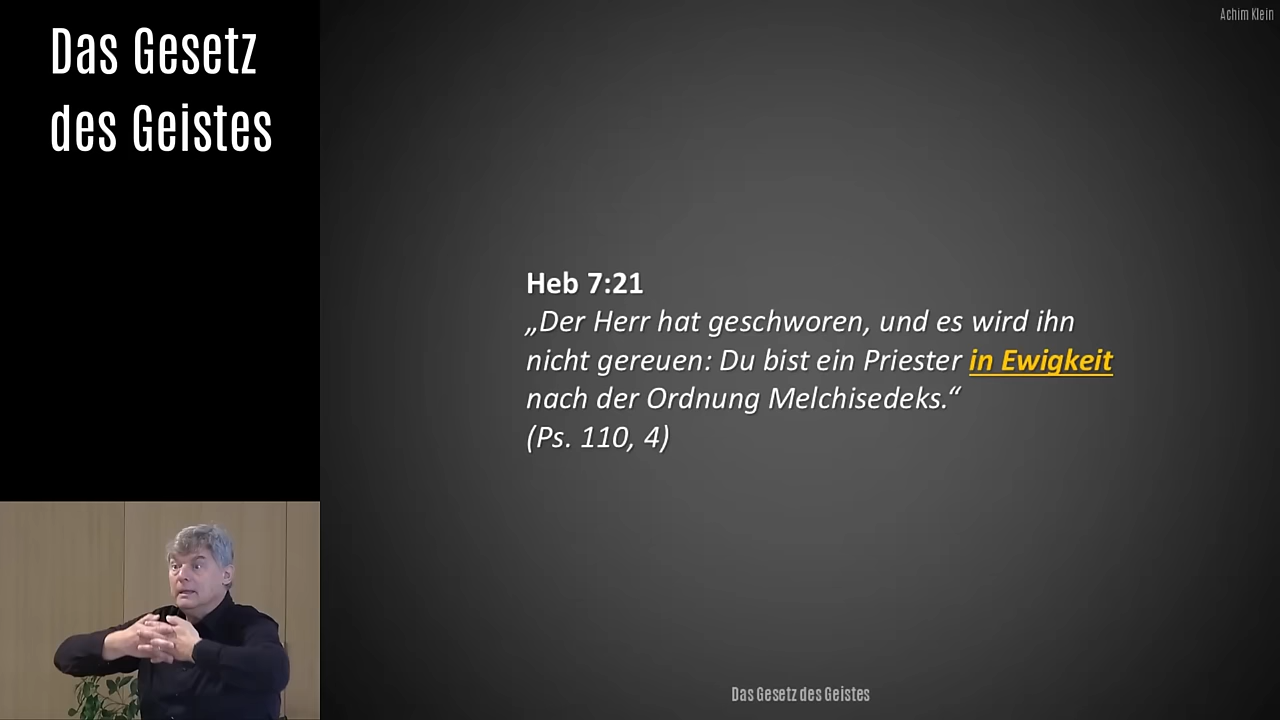 Das Gesetz
des Geistes
Achim Klein
Heb 7:21
„Der Herr hat geschworen, und es wird ihn
nicht gereuen: Du bist ein Priester in Ewigkeit
nach der Ordnung Melchisedeks.“
(Ps. 110, 4)
Das Gesetz des Geistes